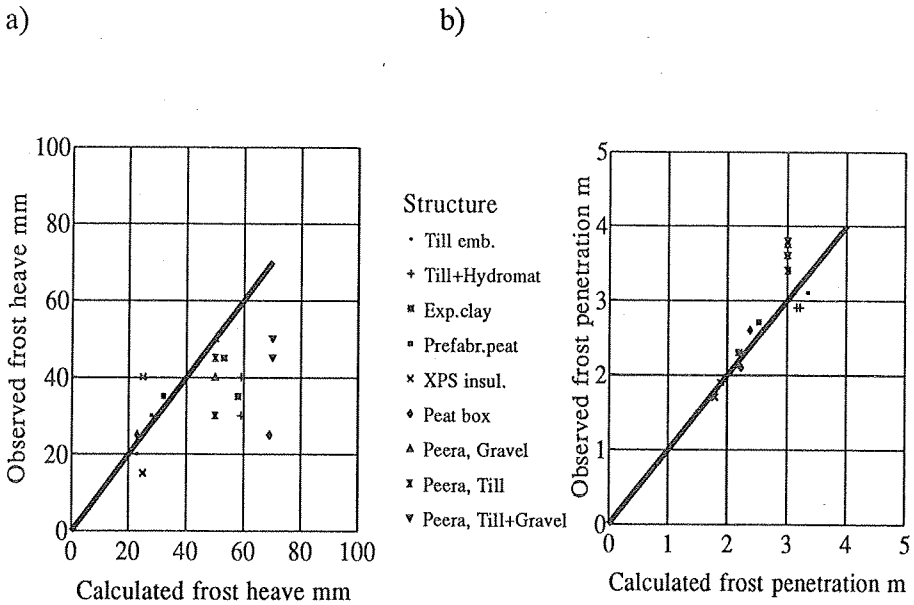 a)
b)
Observed frost heave mm
100
80
60
40
20
0
0 20 40 60 80 100
Calculated frost heave mm
Structure
Till emb.
Till+Hydromat
Exp.clay
Prefabr.peat
XPS insul.
Peat box
Peera, Gravel
Peera, Till
Peera, Till+Gravel
Observed frost penetration m
5
4
3
2
1
0
0 1 2 3 4 5
Calculated frost penetration m